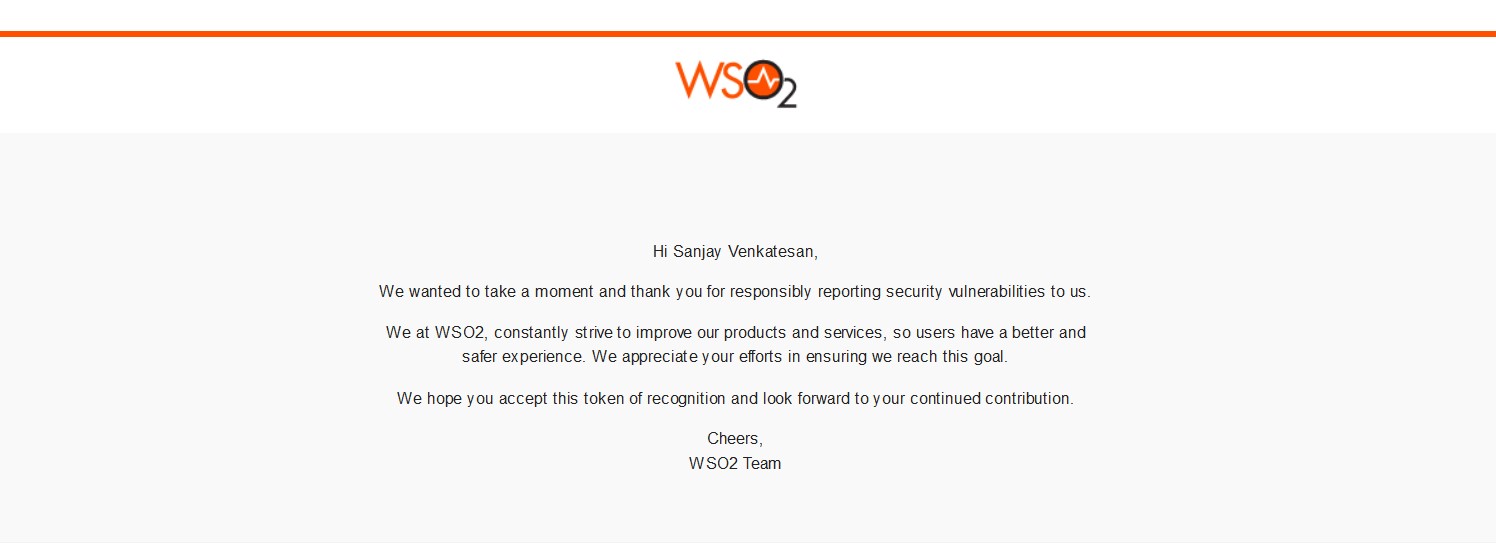 WSO2
Hi Sanjay Venkatesan,
We wanted to take a moment and thank you for responsibly reporting security vulnerabilities to us.
We at WSO2, constantly strive to improve our products and services, so users have a better and
safer experience. We appreciate your efforts in ensuring we reach this goal.
We hope you accept this token of recognition and look forward to your continued contribution.
Cheers,
WSO2 Team